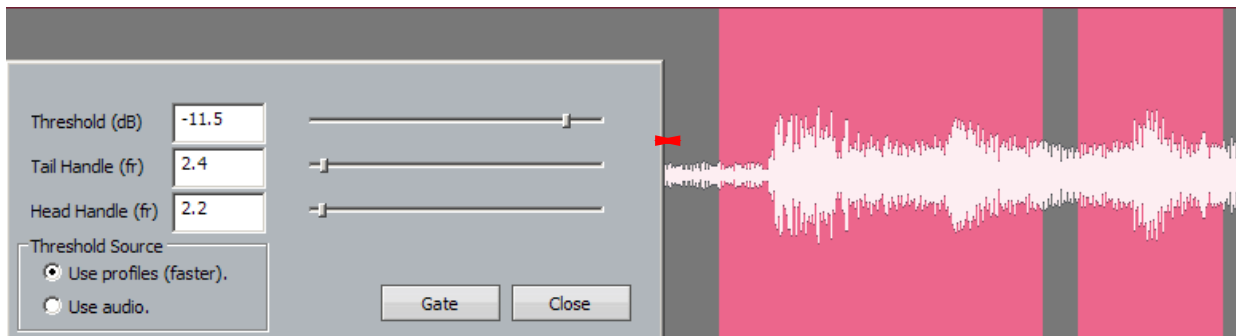 Threshold (dB) -11.5
Tail Handle (fr) 2.4
Head Handle (fr) 2.2
Threshold Source
Use profiles (faster).
Use audio.
Gate Close